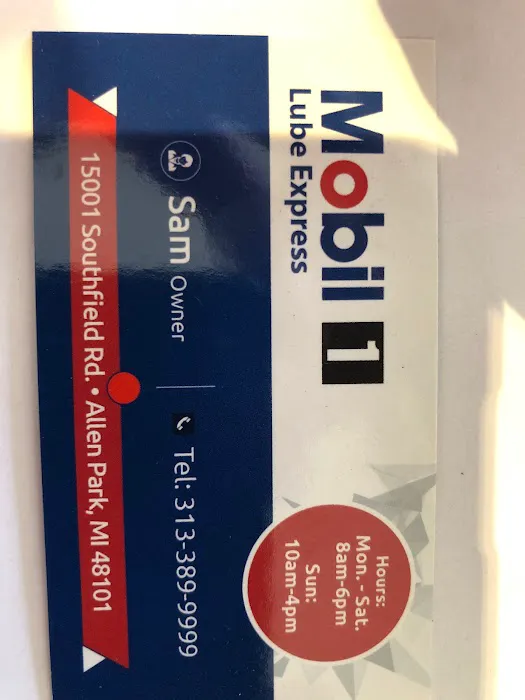 Mobil 1
Lube Express
Hours:
Mon. - Sat.
8am-6pm
Sun:
10am-4pm
Sam Owner
Tel: 313-389-9999
15001 Southfield Rd. • Allen Park, MI 48101